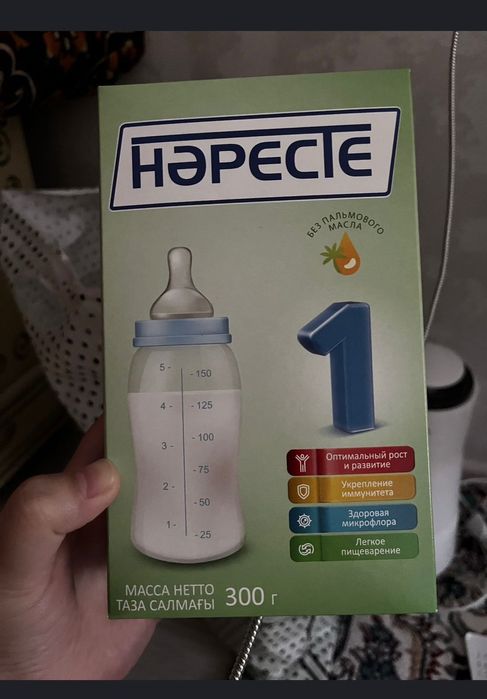 НӘРЕСТЕ
БЕЗ ПАЛЬМОВОГО
МАСЛА
1
5 -
- 150
4 -
- 125
- 100
3 -
- 75
2 -
- 50
1 -
- 25
Оптимальный рост
и развитие
Укрепление
иммунитета
Здоровая
микрофлора
Легкое
пищеварение
МАССА НЕТТО
ТАЗА САЛМАҒЫ 300 г